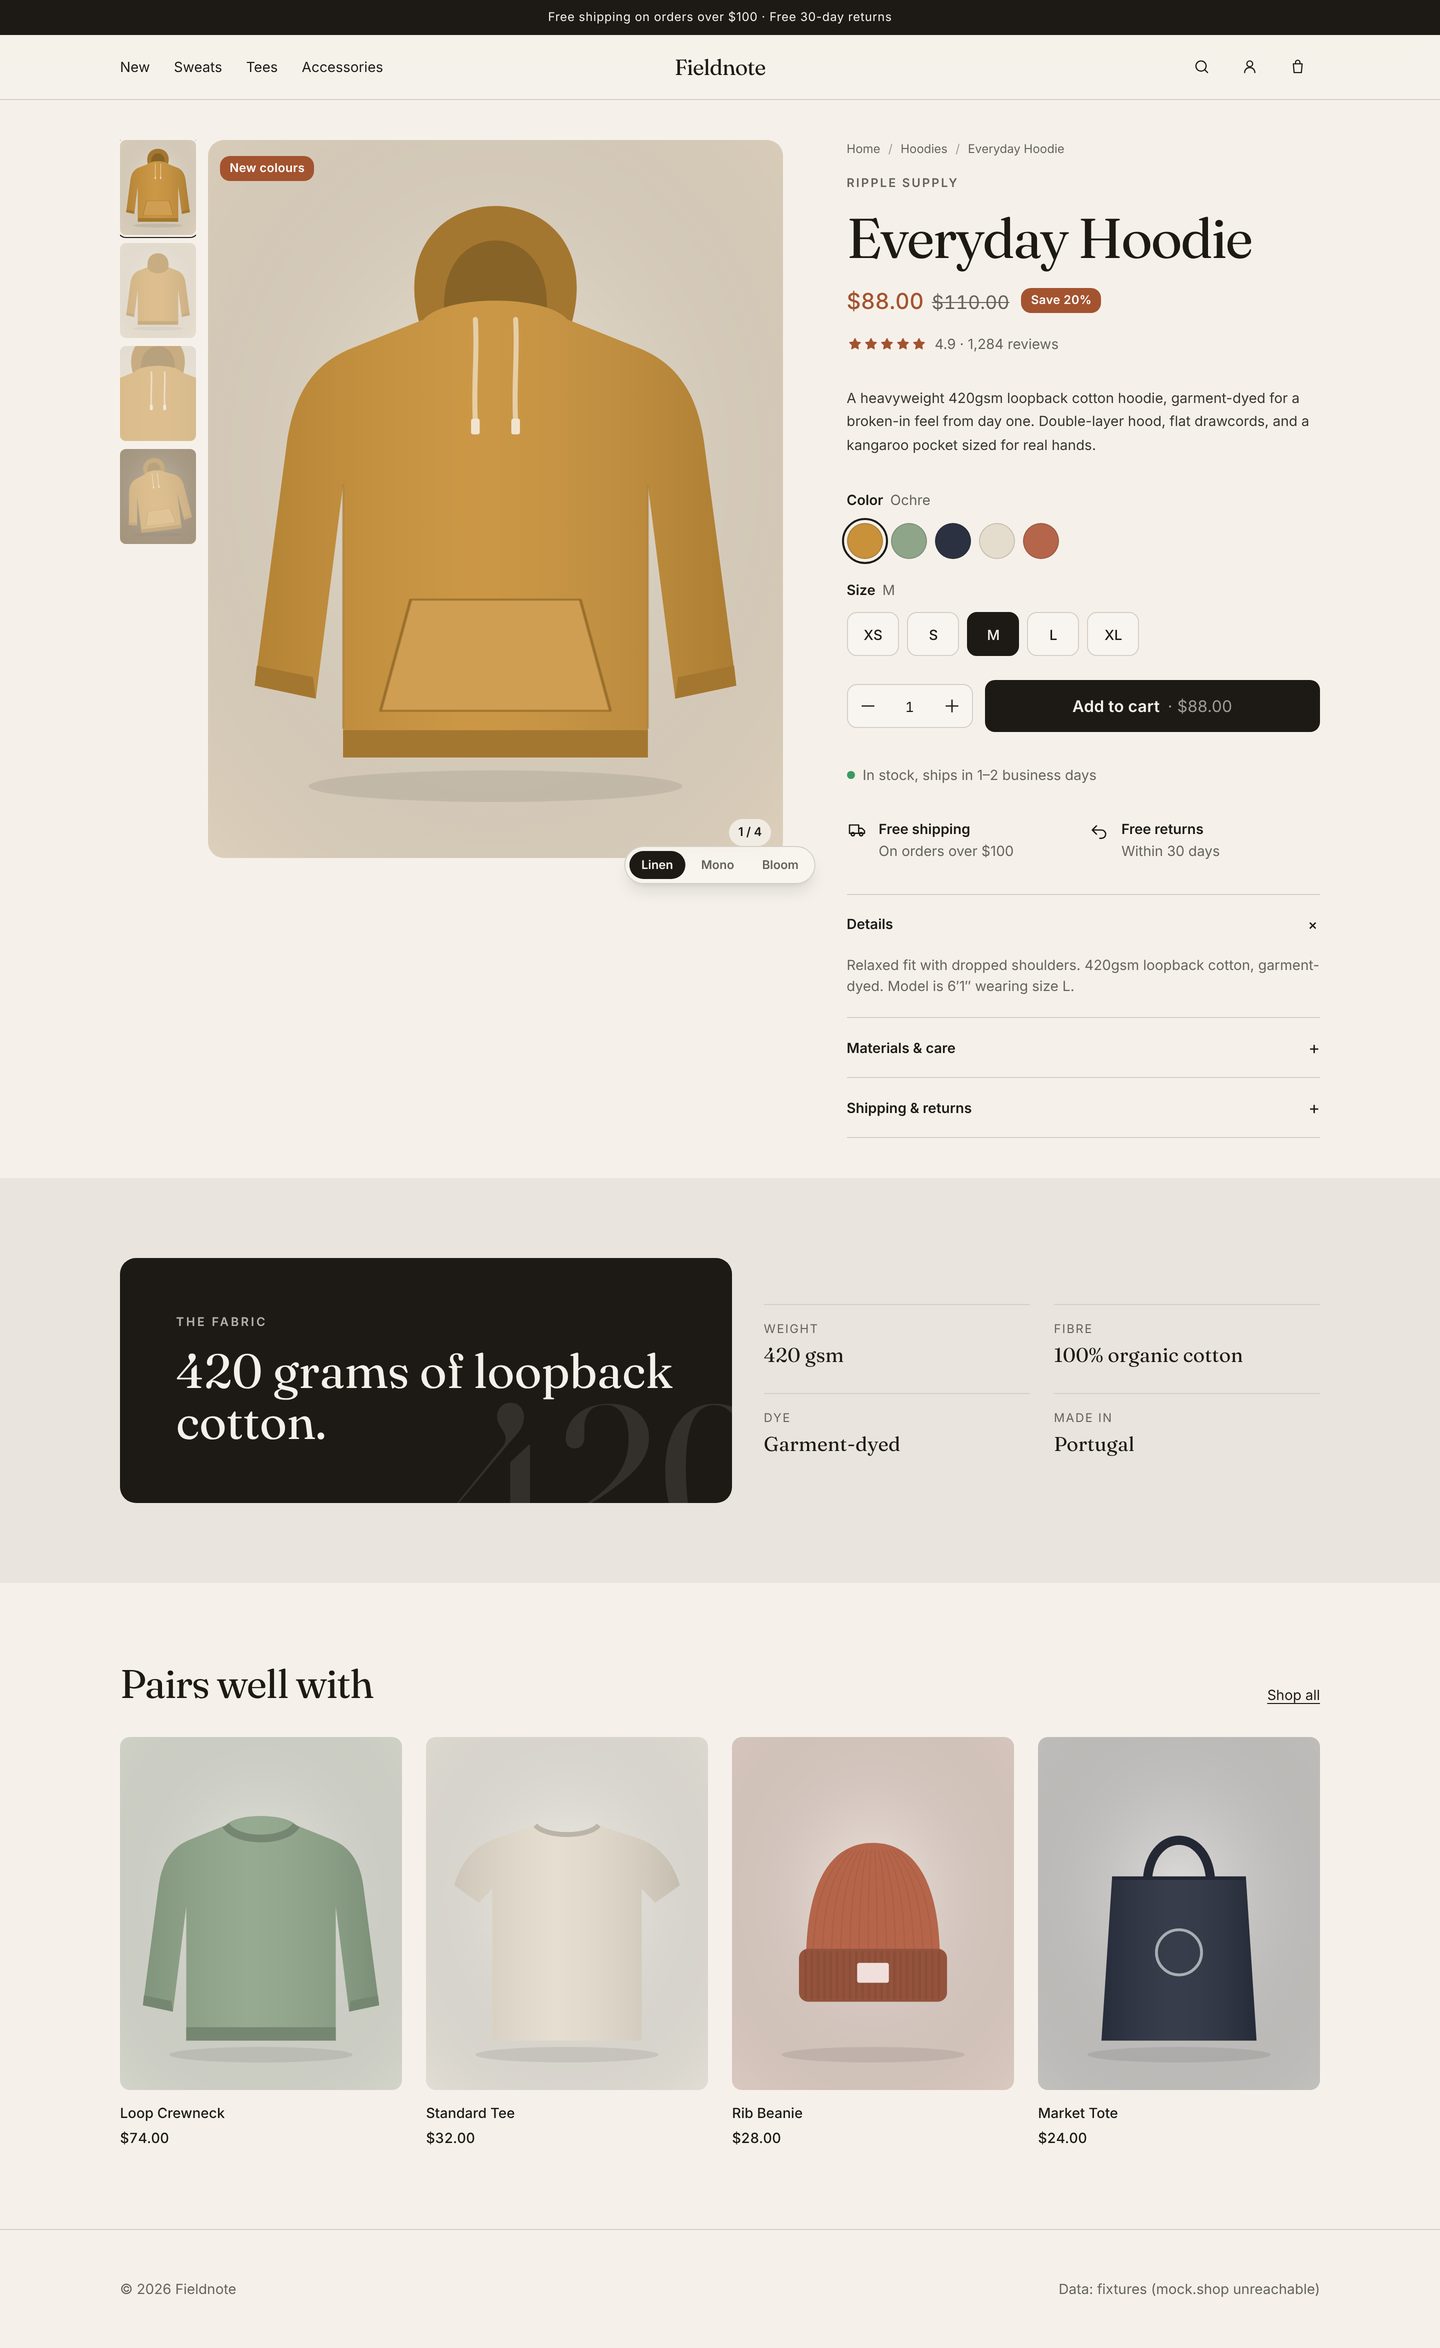 Free shipping on orders over $100 · Free 30-day returns
New Sweats Tees Accessories
Fieldnote
New colours
1 / 4
Linen Mono Bloom
Home / Hoodies / Everyday Hoodie
RIPPLE SUPPLY
Everyday Hoodie
$88.00 $110.00 Save 20%
4.9 · 1,284 reviews
A heavyweight 420gsm loopback cotton hoodie, garment-dyed for a
broken-in feel from day one. Double-layer hood, flat drawcords, and a
kangaroo pocket sized for real hands.
Color Ochre
Size M
XS S M L XL
1
Add to cart · $88.00
In stock, ships in 1–2 business days
Free shipping
On orders over $100
Free returns
Within 30 days
Details
Relaxed fit with dropped shoulders. 420gsm loopback cotton, garment-
dyed. Model is 6′1″ wearing size L.
Materials & care
Shipping & returns
THE FABRIC
420 grams of loopback
cotton.
420
WEIGHT
420 gsm
FIBRE
100% organic cotton
DYE
Garment-dyed
MADE IN
Portugal
Pairs well with
Shop all
Loop Crewneck
$74.00
Standard Tee
$32.00
Rib Beanie
$28.00
Market Tote
$24.00
© 2026 Fieldnote
Data: fixtures (mock.shop unreachable)